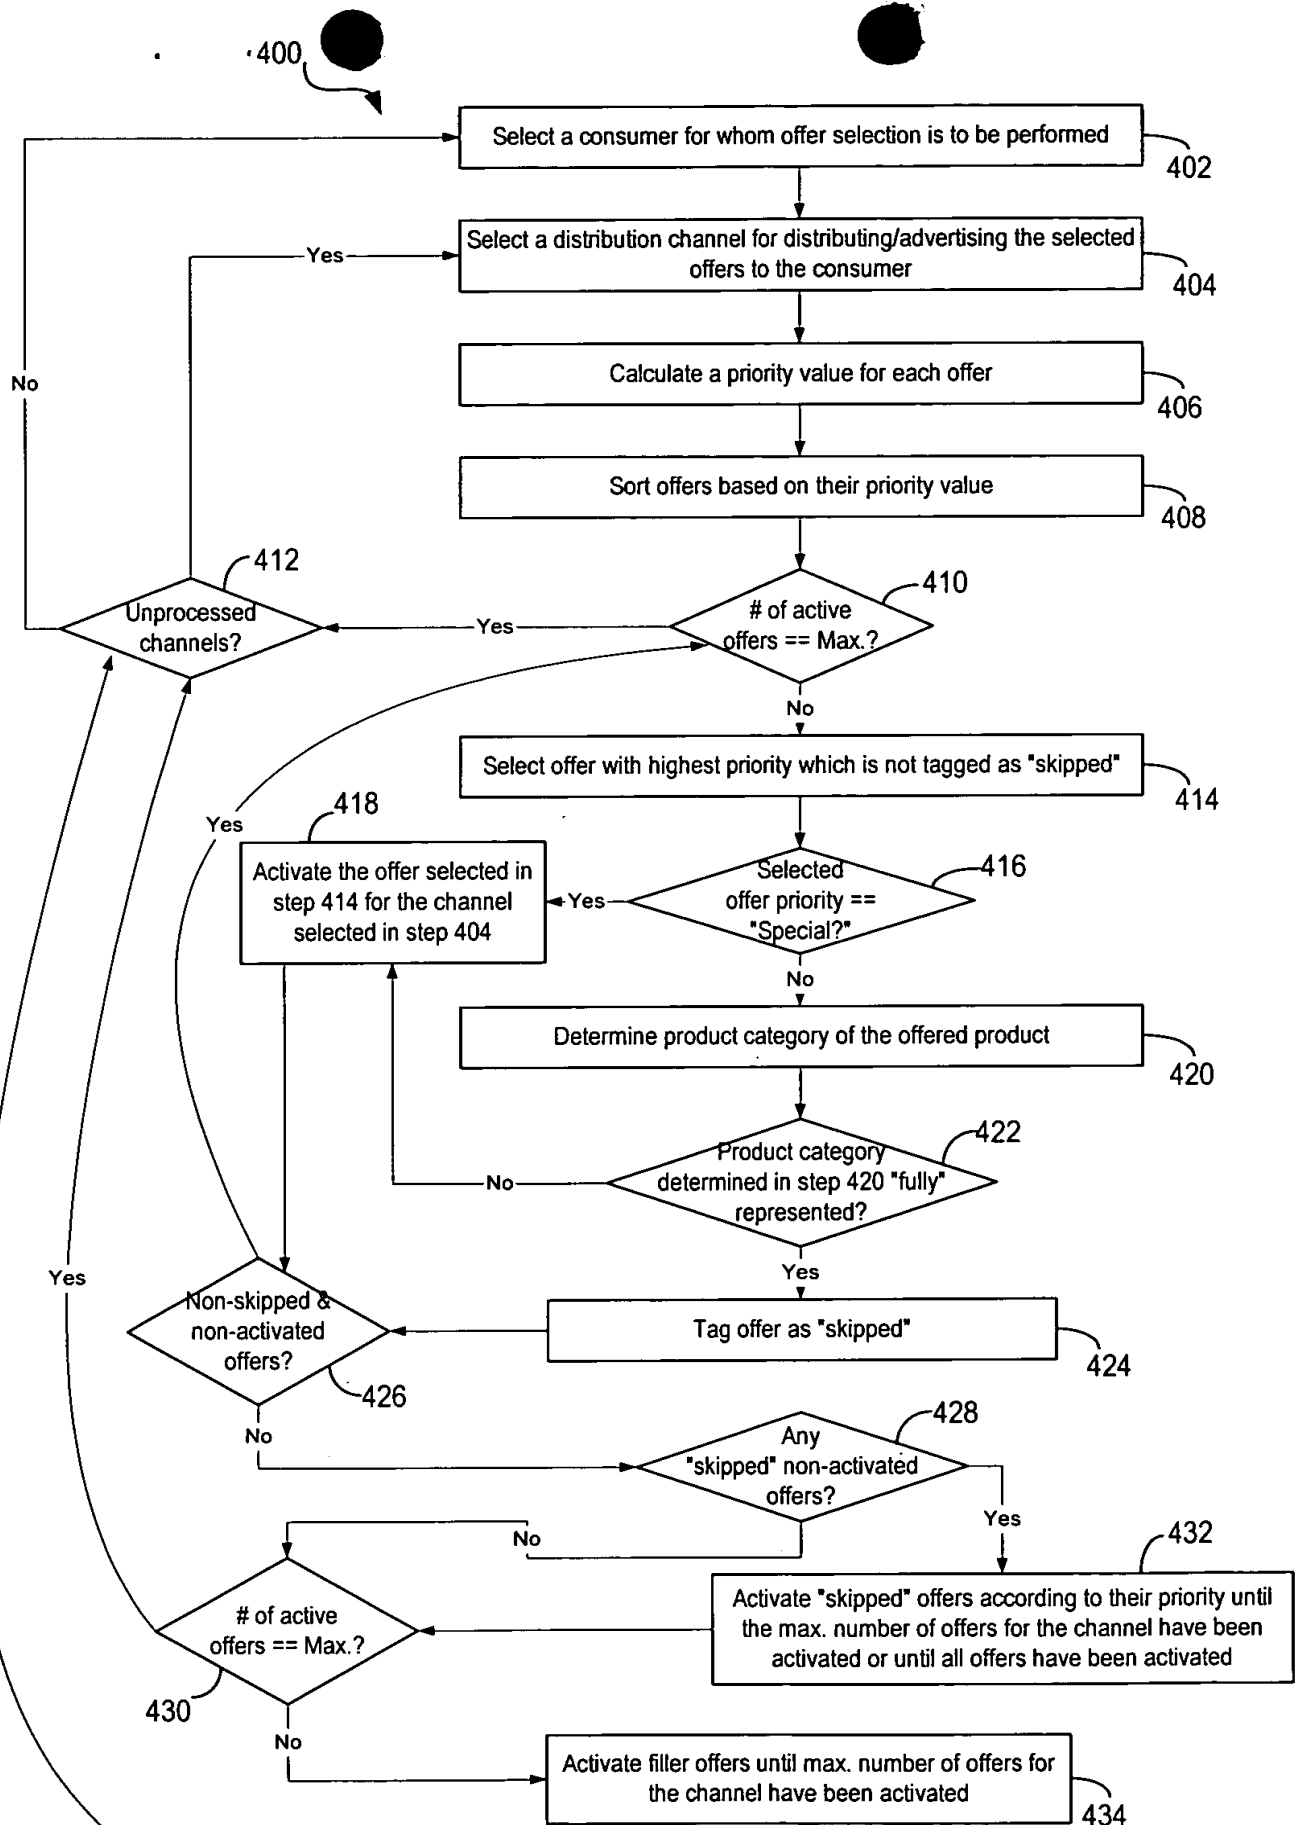 400
Select a consumer for whom offer selection is to be performed
402
Select a distribution channel for distributing/advertising the selected
offers to the consumer
404
Yes
Calculate a priority value for each offer
406
No
Sort offers based on their priority value
408
412
Unprocessed
channels?
Yes
410
# of active
offers == Max.?
No
Select offer with highest priority which is not tagged as "skipped"
414
Yes
418
Activate the offer selected in
step 414 for the channel
selected in step 404
Yes
Selected
offer priority ==
"Special?"
416
No
Determine product category of the offered product
420
422
Product category
determined in step 420 "fully"
represented?
No
Yes
Yes
Non-skipped &
non-activated
offers?
426
Tag offer as "skipped"
424
No
428
Any
"skipped" non-activated
offers?
Yes
No
432
Activate "skipped" offers according to their priority until
the max. number of offers for the channel have been
activated or until all offers have been activated
# of active
offers == Max.?
430
No
Activate filler offers until max. number of offers for
the channel have been activated
434